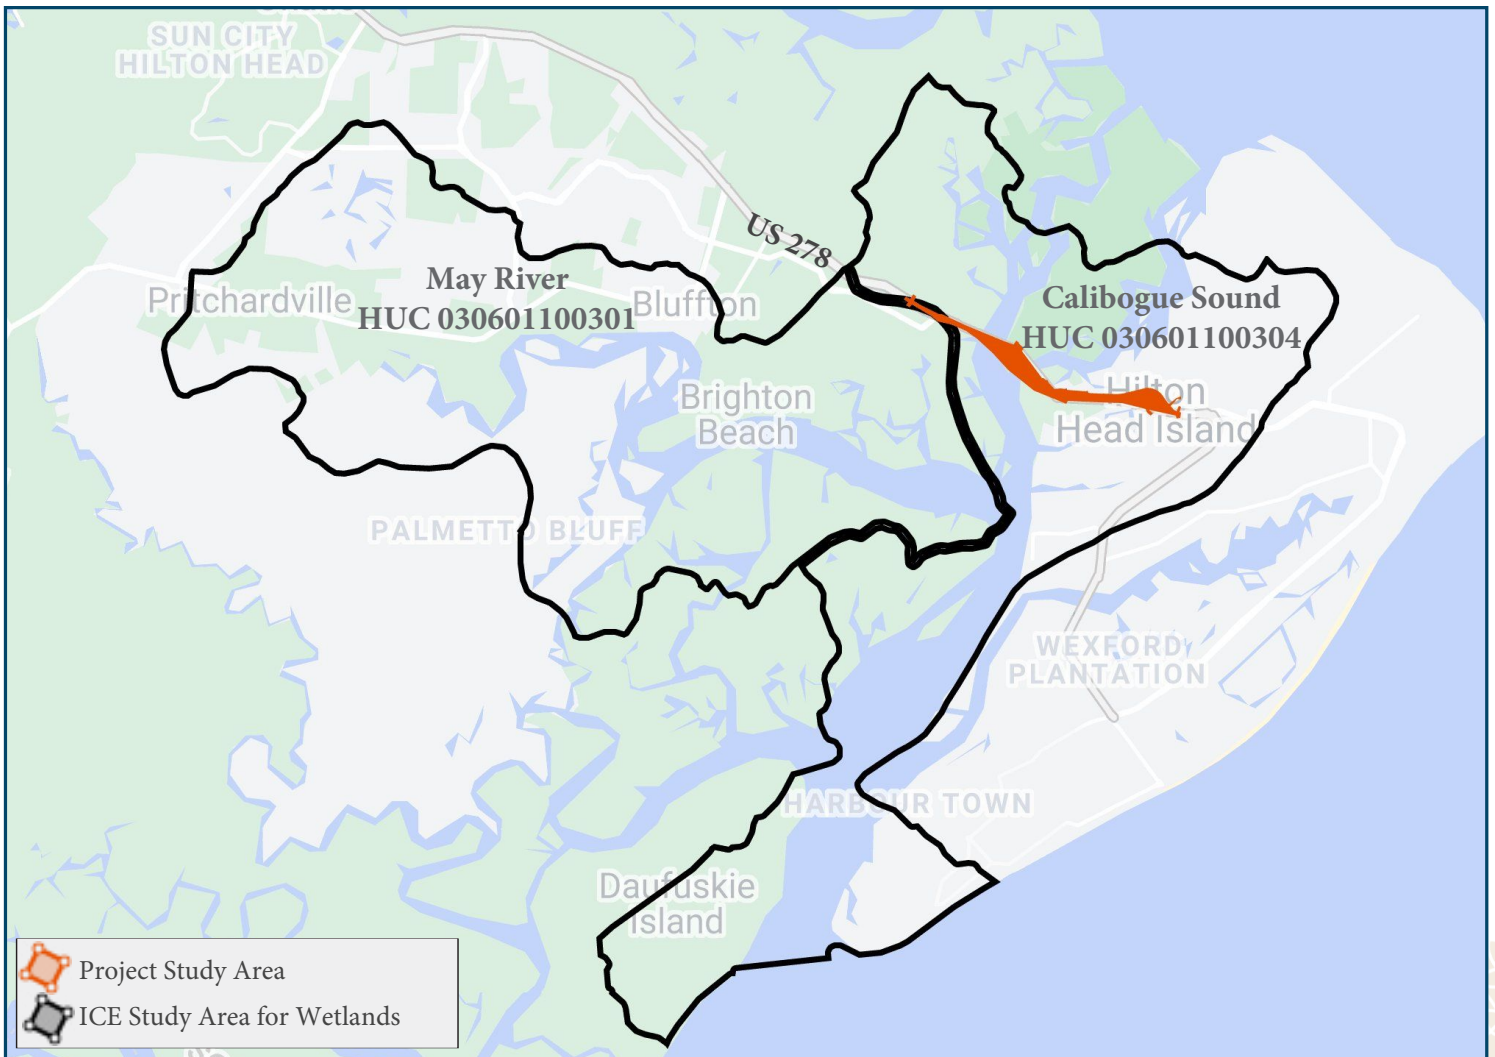 SUN CITY
HILTON HEAD
US 278
May River
HUC 030601100301
Pritchardville
Bluffton
Calibogue Sound
HUC 030601100304
Hilton
Head Island
Brighton
Beach
PALMETTO BLUFF
WEXFORD
PLANTATION
HARBOUR TOWN
Daufuskie
Island
Project Study Area
ICE Study Area for Wetlands